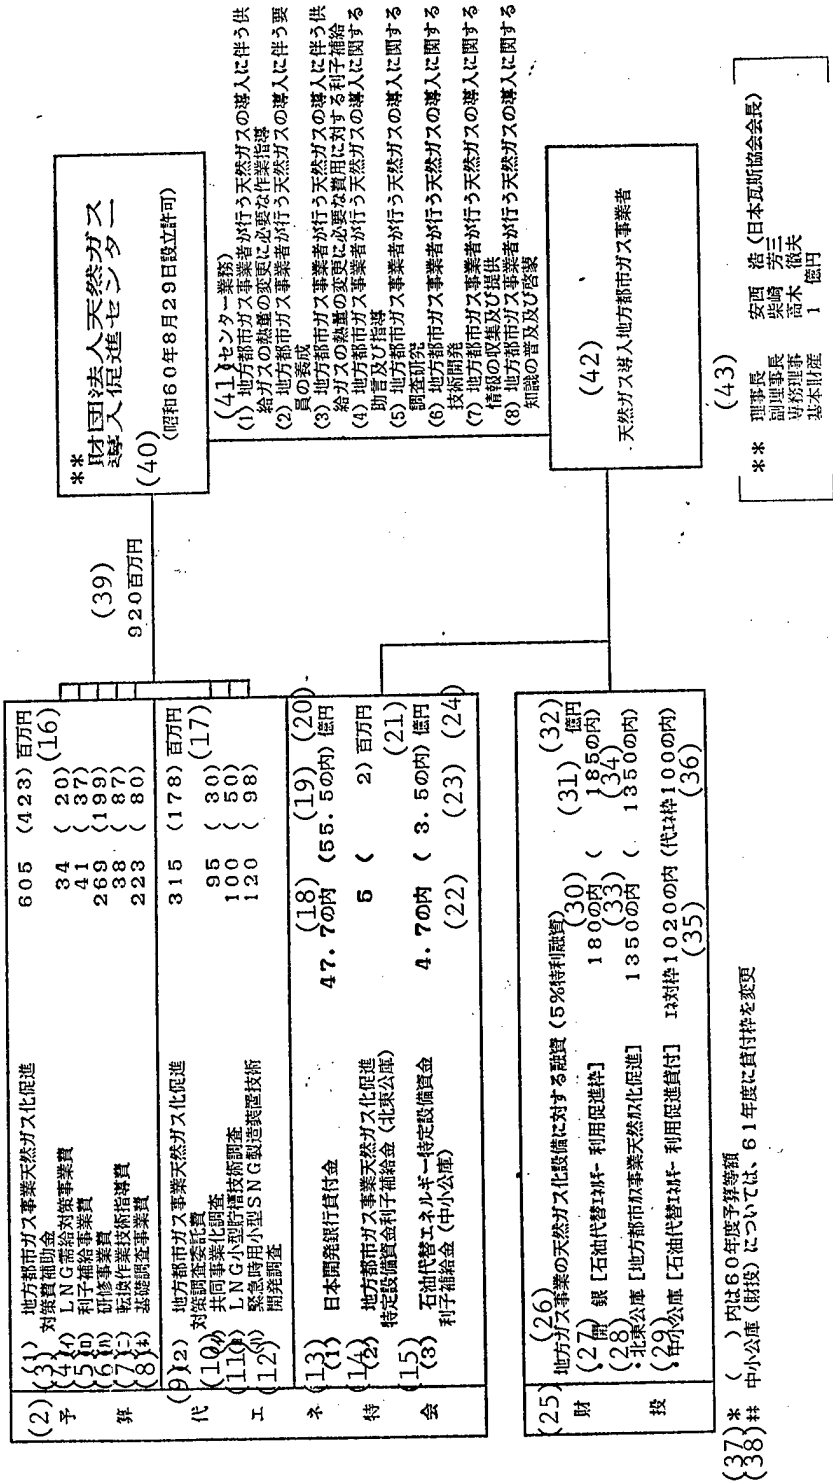 (1) 地方都市ガス事業天然ガス化促進 605 (423) 百万円
(2) (3) 対策費補助金 (16)
予 (4) (イ) LNG需給対策事業費 34 ( 20)
(5) (ロ) 利子補給事業費 41 ( 37)
(6) (ハ) 研修事業費 269 (199)
算 (7) (ニ) 転換作業技術指導費 38 ( 87)
(8) (ホ) 基礎調査事業費 223 ( 80)
(9) (2) 地方都市ガス事業天然ガス化促進 315 (178) 百万円
代 対策調査委託費 (17)
(10) 共同事業化調査 95 ( 30)
(11) LNG小型貯槽技術調査 100 ( 50)
エ (12) (ハ) 緊急時用小型SNG製造装置技術 120 ( 98)
開発調査
ネ (13) (1) 日本開発銀行貸付金 (18) 47.7の内 (19) (55.5の内) (20) 億円
特 (14) (2) 地方都市ガス事業天然ガス化促進 5 ( 2) 百万円
特定設備資金利子補給金(北東公庫) (21)
会 (15) (3) 石油代替エネルギー特定設備資金 4.7の内 ( 3.5の内) 億円
利子補給金(中小公庫) (22) (23) (24)
(25) (26) 地方ガス事業の天然ガス化設備に対する融資(5%特利融資) (32) 億円
財 (27) ・開 銀 [石油代替エネルギー利用促進枠] (30) 180の内 ( (31) 185の内)
(28) ・北東公庫 [地方都市ガス事業天然ガス化促進] (33) 1350の内 ( (34) 1350の内)
投 (29) ・中小公庫 [石油代替エネルギー利用促進貸付] エネ対枠1020の内 (代エネ枠100の内)
(35) (36)
(37) * ( )内は60年度予算等額
(38) ## 中小公庫(財投)については、61年度に貸付枠を変更
(39)
920百万円
**
財団法人天然ガス
導入促進センター
(40)
(昭和60年8月29日設立許可)
(41) (センター業務)
(1) 地方都市ガス事業者が行う天然ガスの導入に伴う供
給ガスの熱量の変更に必要な作業指導
(2) 地方都市ガス事業者が行う天然ガスの導入に伴う要
員の養成
(3) 地方都市ガス事業者が行う天然ガスの導入に伴う供
給ガスの熱量の変更に必要な費用に対する利子補給
(4) 地方都市ガス事業者が行う天然ガスの導入に関する
助言及び指導
(5) 地方都市ガス事業者が行う天然ガスの導入に関する
調査研究
(6) 地方都市ガス事業者が行う天然ガスの導入に関する
技術開発
(7) 地方都市ガス事業者が行う天然ガスの導入に関する
情報の収集及び提供
(8) 地方都市ガス事業者が行う天然ガスの導入に関する
知識の普及及び啓蒙
(42)
天然ガス導入地方都市ガス事業者
(43)
** 理事長 安西 浩 (日本瓦斯協会会長)
副理事長 柴崎 芳三
専務理事 高木 徹夫
基本財産 1 億円